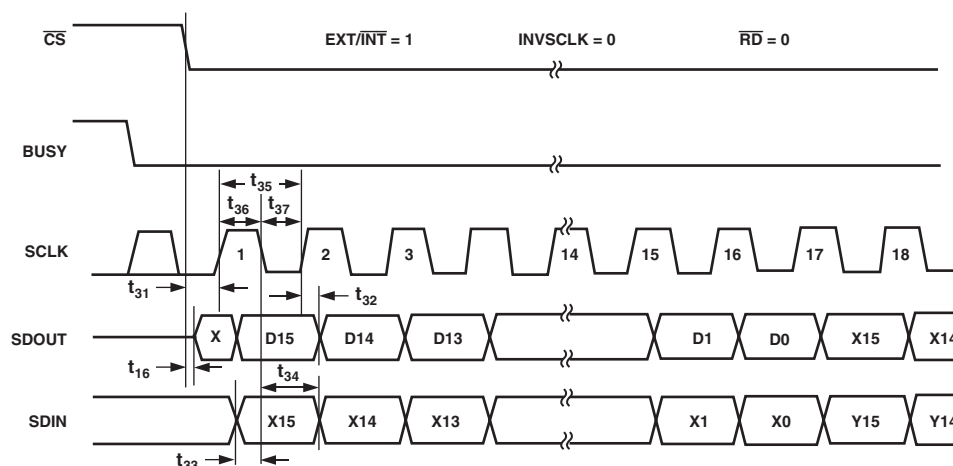 CS EXT/INT = 1 INVSCLK = 0 RD = 0
BUSY
t35
t36 t37
SCLK 1 2 3 14 15 16 17 18
t31 t32
SDOUT X D15 D14 D13 D1 D0 X15 X14
t16 t34
SDIN X15 X14 X13 X1 X0 Y15 Y14
t33